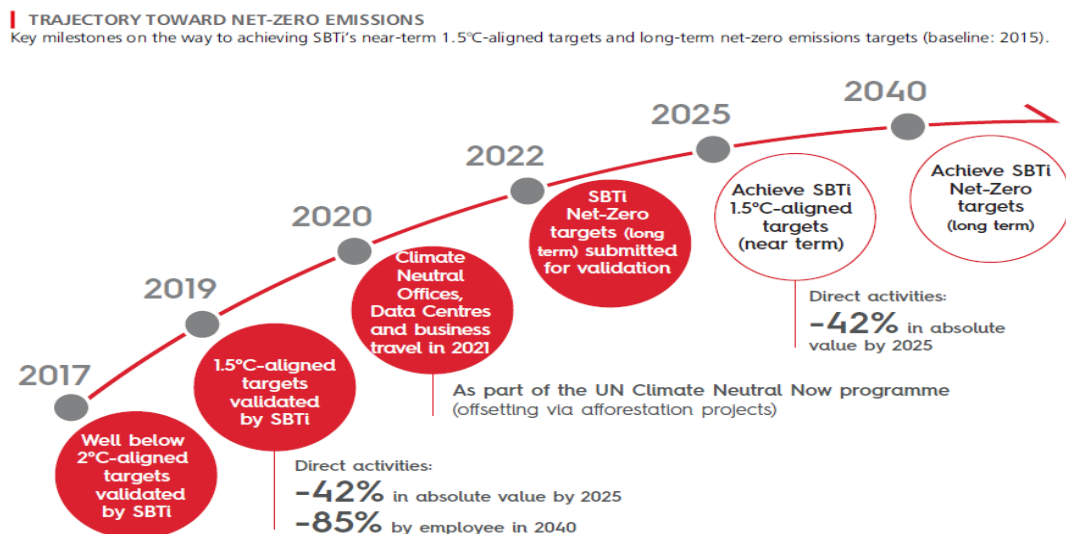 TRAJECTORY TOWARD NET-ZERO EMISSIONS
Key milestones on the way to achieving SBTi's near-term 1.5°C-aligned targets and long-term net-zero emissions targets (baseline: 2015).
2017
Well below
2°C-aligned
targets
validated
by SBTi
2019
1.5°C-aligned
targets
validated
by SBTi
Direct activities:
-42% in absolute value by 2025
-85% by employee in 2040
2020
Climate
Neutral
Offices,
Data Centres
and business
travel in 2021
As part of the UN Climate Neutral Now programme
(offsetting via afforestation projects)
2022
SBTi
Net-Zero
targets (long
term) submitted
for validation
2025
Achieve SBTi
1.5°C-aligned
targets
(near term)
Direct activities:
-42% in absolute
value by 2025
2040
Achieve SBTi
Net-Zero
targets
(long term)